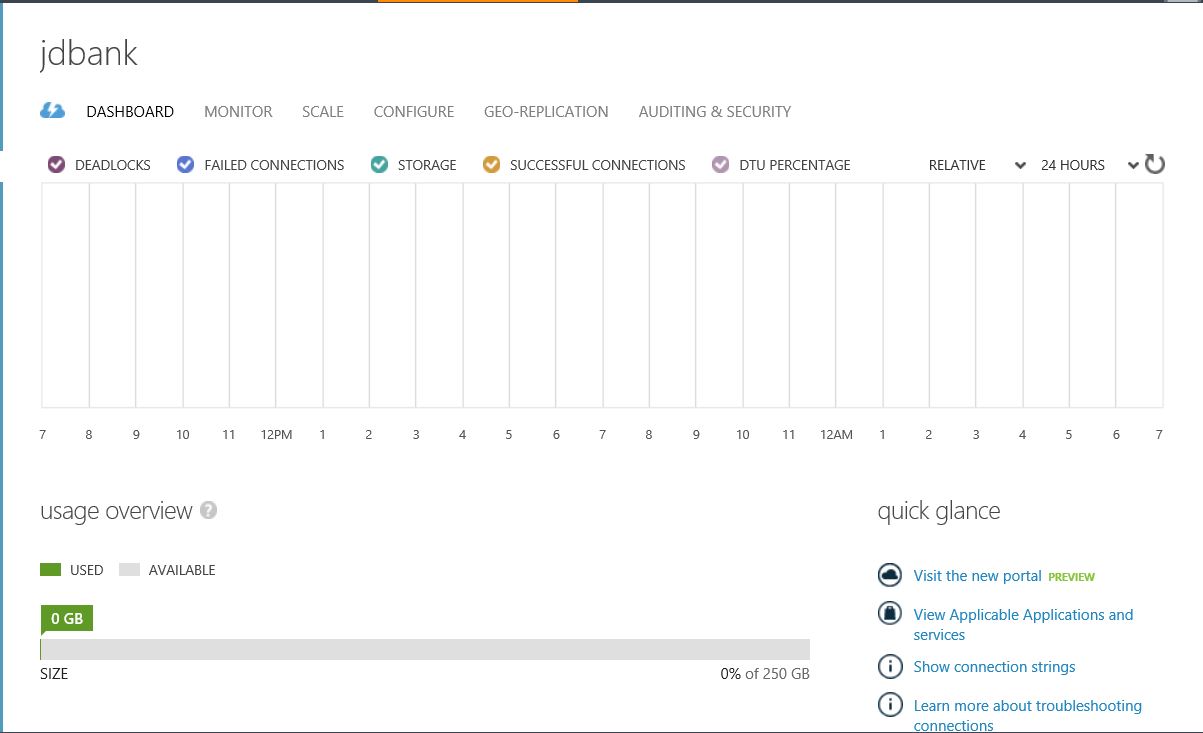 jdbank
DASHBOARD MONITOR SCALE CONFIGURE GEO-REPLICATION AUDITING & SECURITY
DEADLOCKS FAILED CONNECTIONS STORAGE SUCCESSFUL CONNECTIONS DTU PERCENTAGE RELATIVE 24 HOURS
7 8 9 10 11 12PM 1 2 3 4 5 6 7 8 9 10 11 12AM 1 2 3 4 5 6 7
usage overview ?
USED AVAILABLE
0 GB
SIZE 0% of 250 GB
quick glance
Visit the new portal PREVIEW
View Applicable Applications and
services
Show connection strings
Learn more about troubleshooting
connections